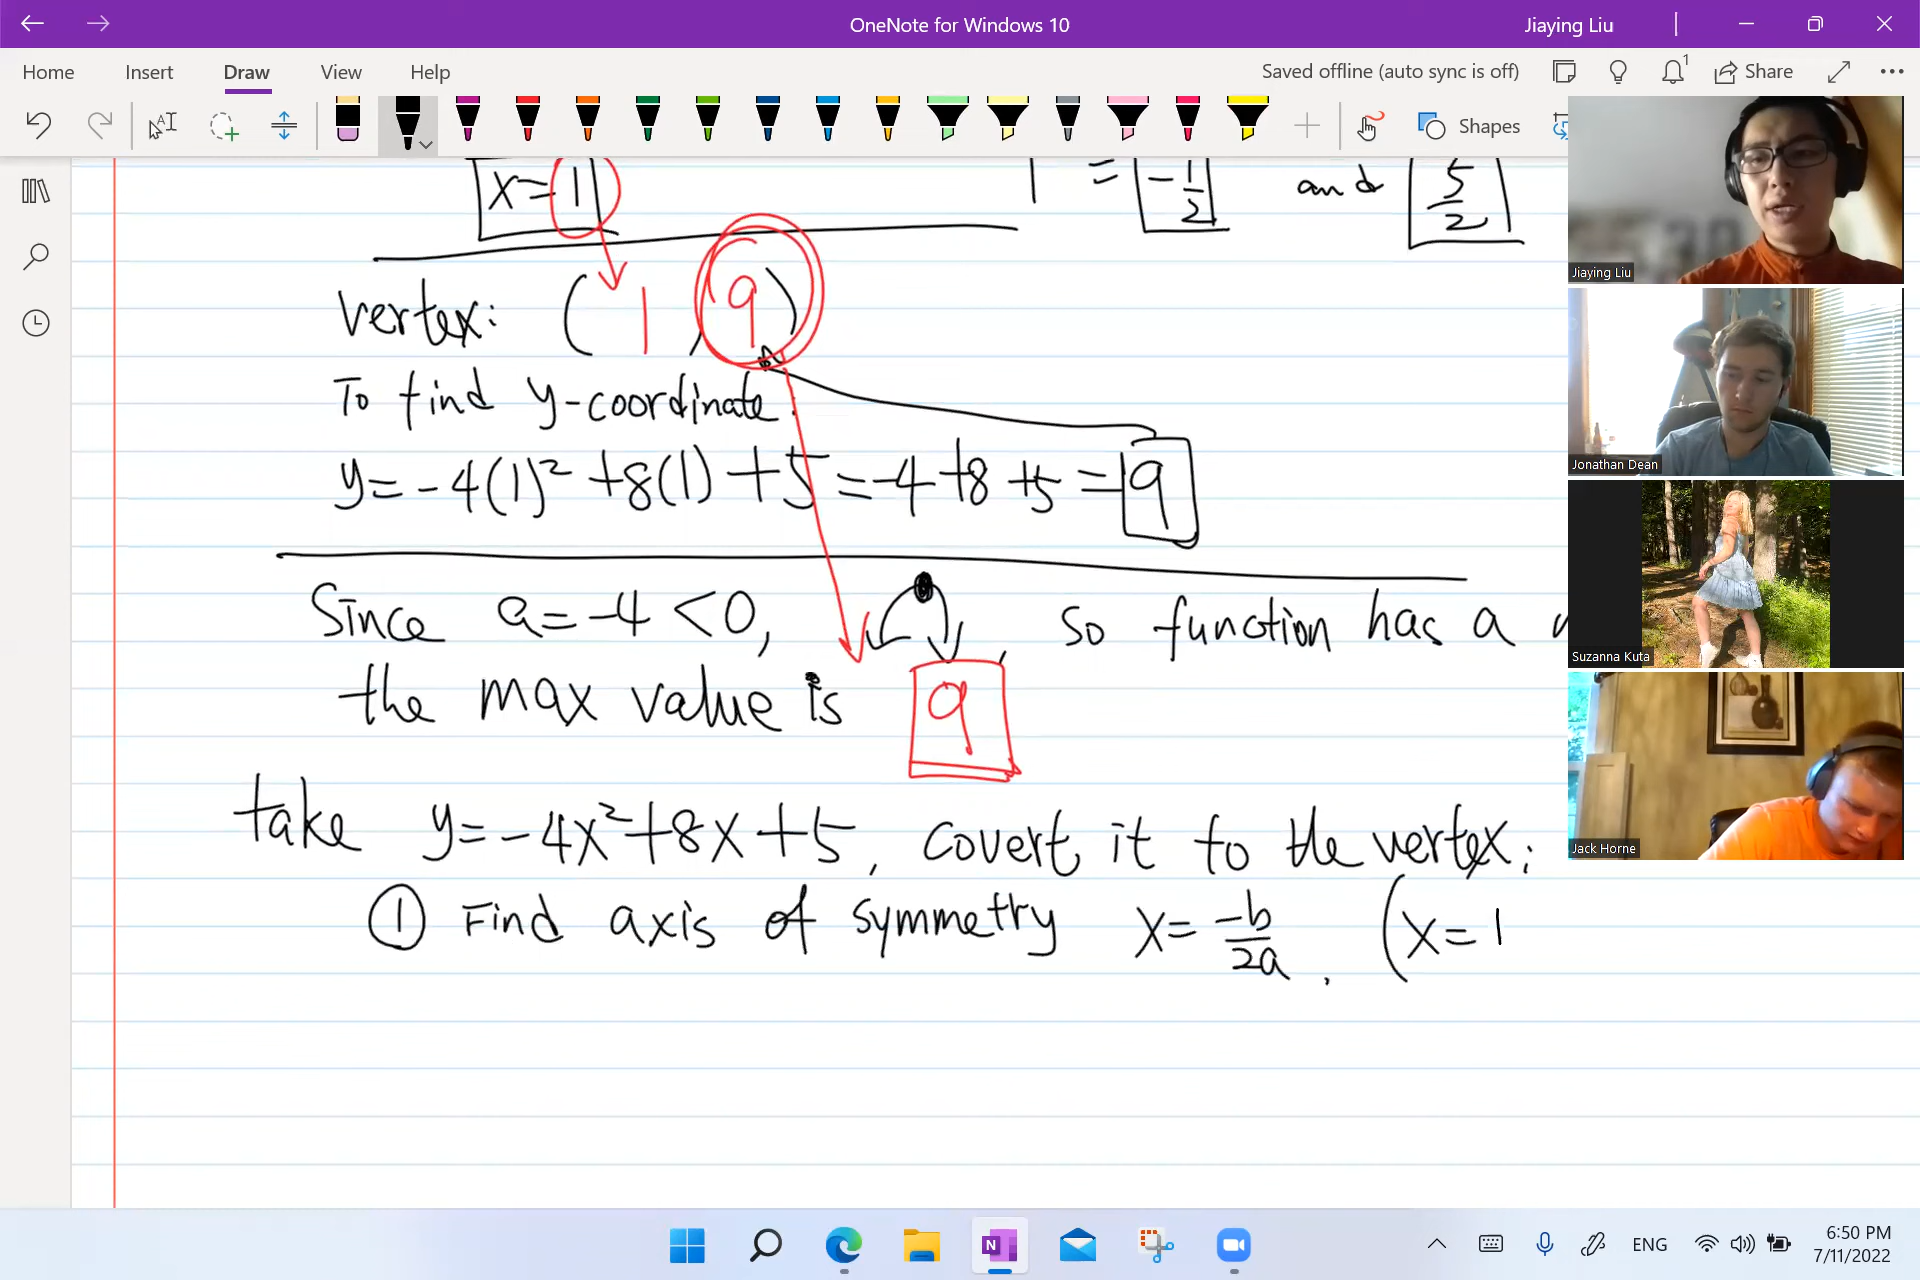 OneNote for Windows 10
Jiaying Liu
Home Insert Draw View Help
Saved offline (auto sync is off)
1
Share
Shapes
x = 1
= -1/2 and 5/2
vertex: ( 1 , 9 )
To find y-coordinate.
y = -4(1)² + 8(1) + 5 = -4 + 8 + 5 = 9
Since a = -4 < 0, , so function has a
the max value is 9
take y = -4x² + 8x + 5, covert it to the vertex:
① Find axis of symmetry x = -b/2a . (x = 1
Jiaying Liu
Jonathan Dean
Suzanna Kuta
Jack Horne
ENG
6:50 PM
7/11/2022